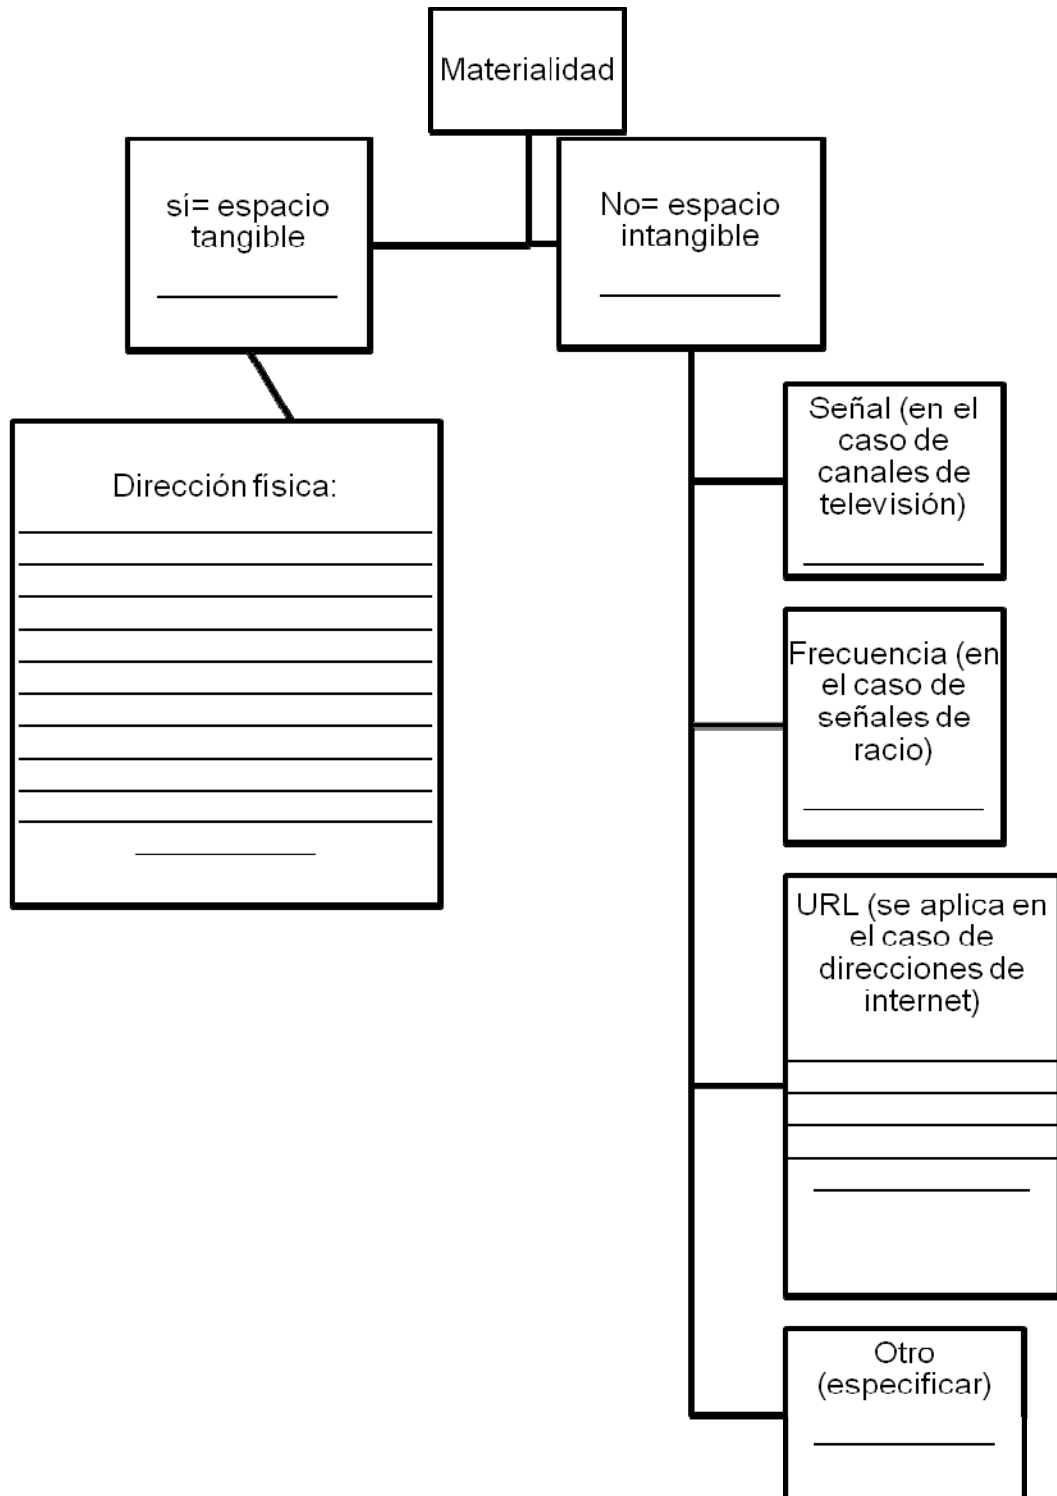 Materialidad
sí= espacio
tangible
No= espacio
intangible
Dirección física:
Señal (en el
caso de
canales de
televisión)
Frecuencia (en
el caso de
señales de
racio)
URL (se aplica en
el caso de
direcciones de
internet)
Otro
(especificar)